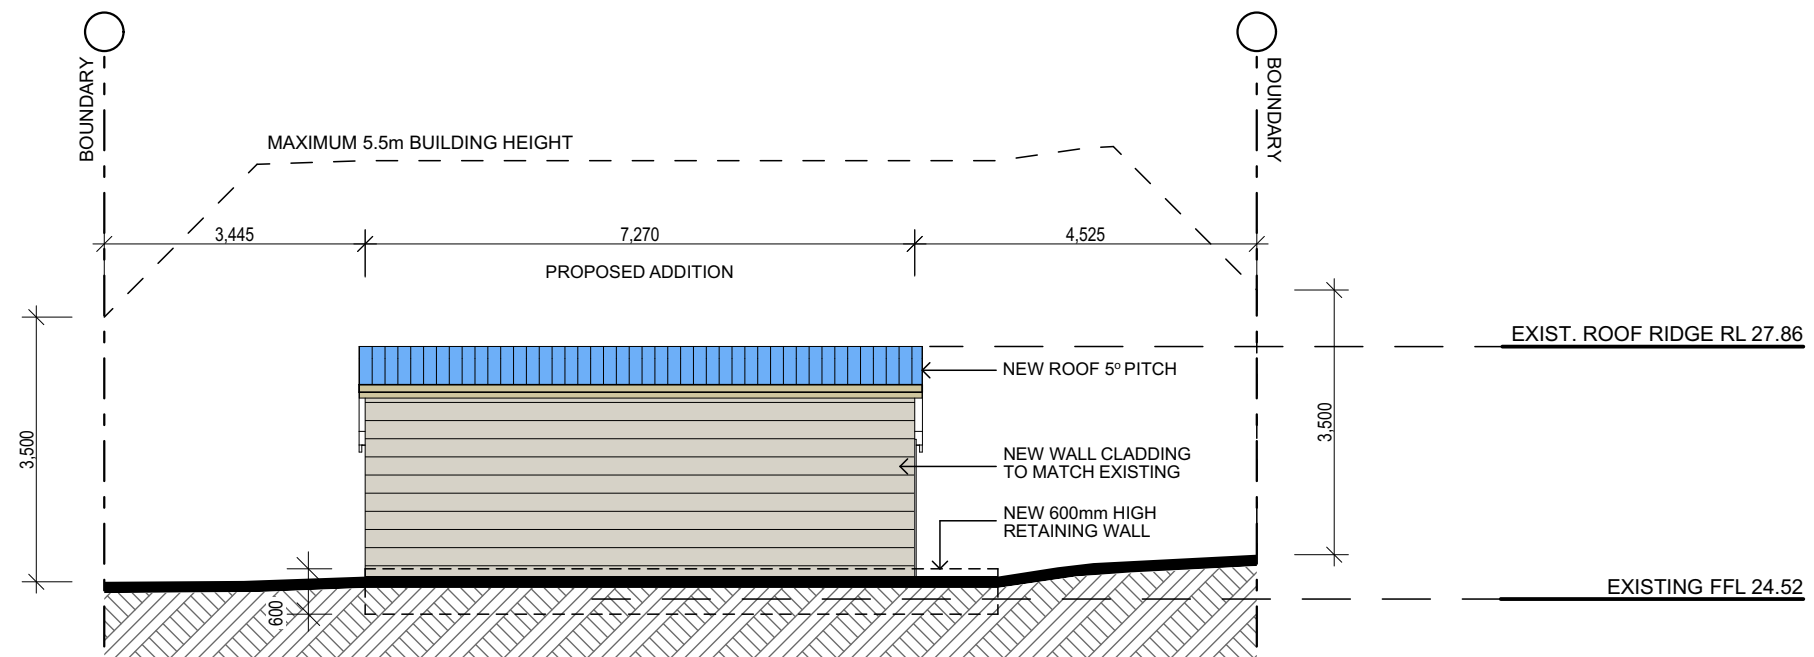 BOUNDARY
BOUNDARY
MAXIMUM 5.5m BUILDING HEIGHT
3,445
7,270
4,525
PROPOSED ADDITION
EXIST. ROOF RIDGE RL 27.86
NEW ROOF 5º PITCH
3,500
3,500
NEW WALL CLADDING
TO MATCH EXISTING
NEW 600mm HIGH
RETAINING WALL
EXISTING FFL 24.52
600